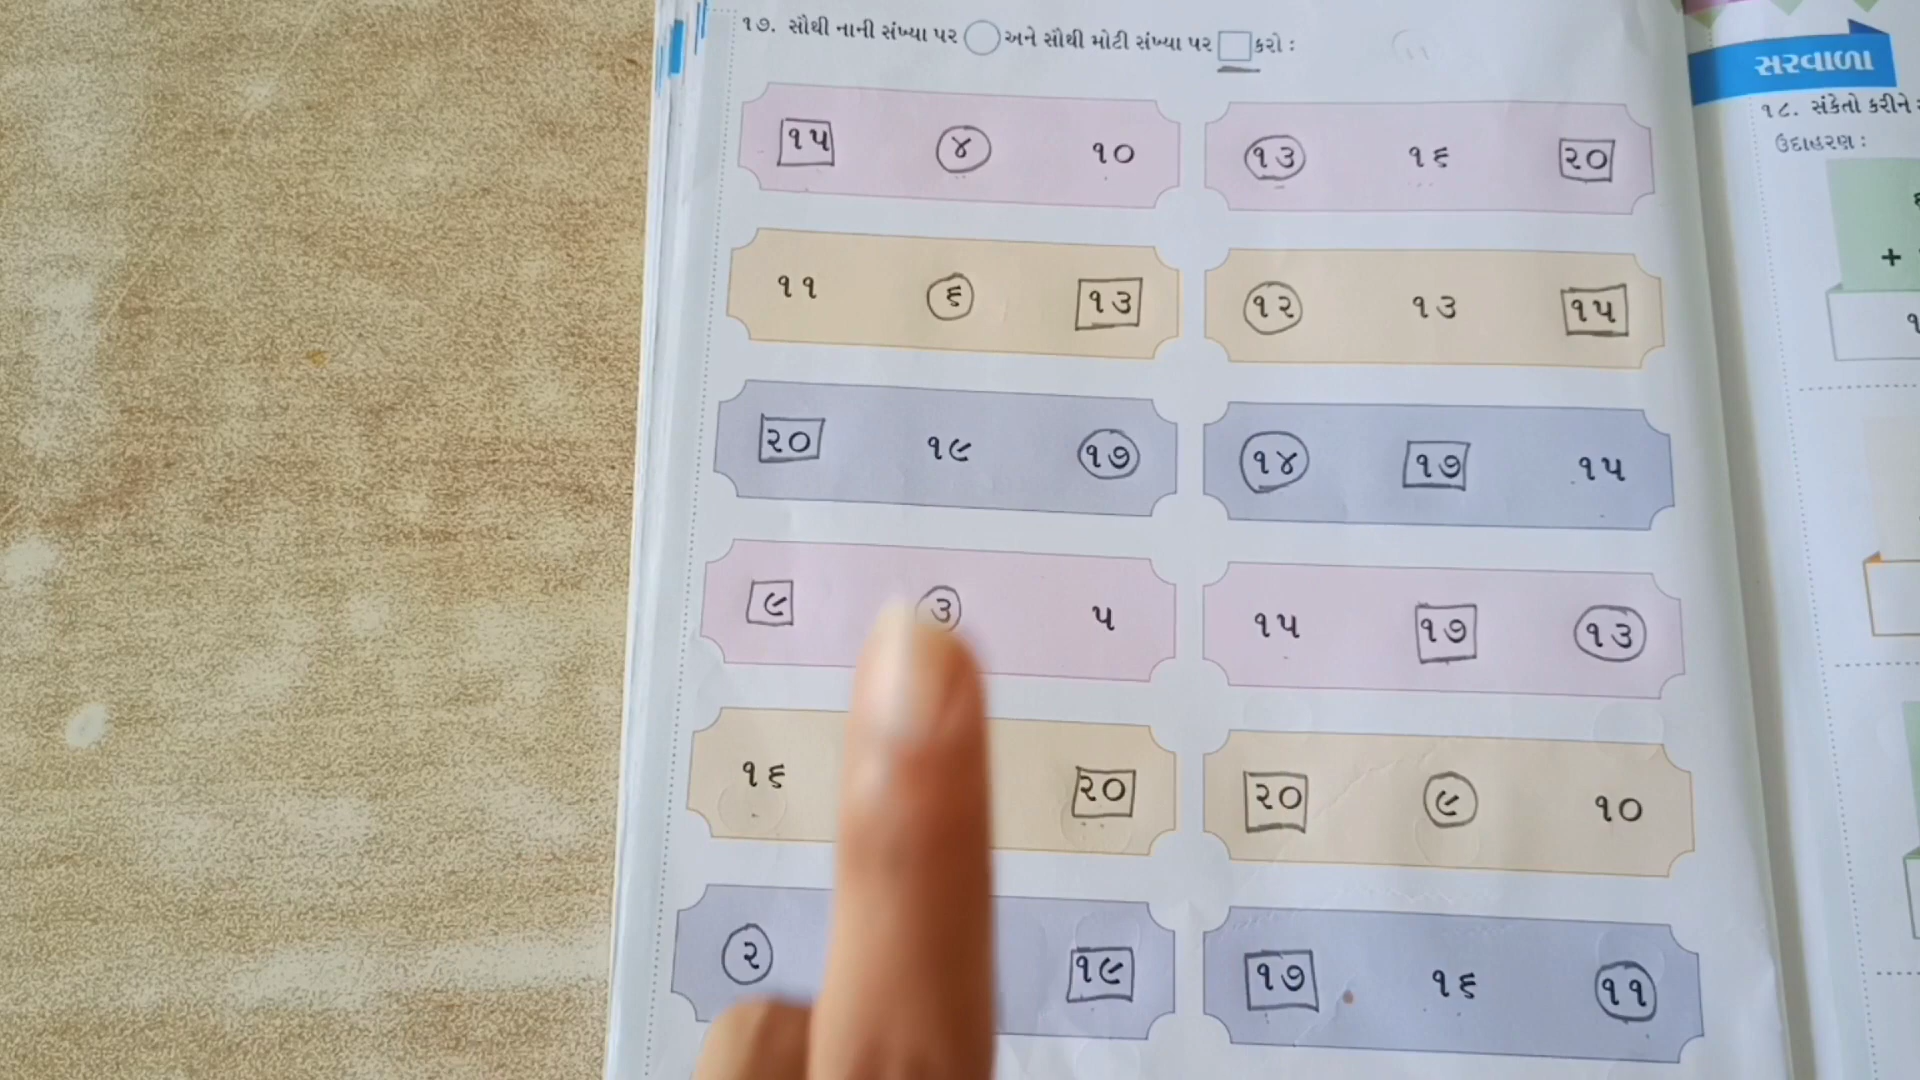 ૧૭. સૌથી નાની સંખ્યા પર ◯ અને સૌથી મોટી સંખ્યા પર □ કરો :
૧૫ ૪ ૧૦ ૧૩ ૧૬ ૨૦
૧૧ ૬ ૧૩ ૧૨ ૧૩ ૧૫
૨૦ ૧૯ ૧૭ ૧૪ ૧૭ ૧૫
૯ ૩ ૫ ૧૫ ૧૭ ૧૩
૧૬ ૨૦ ૨૦ ૯ ૧૦
૨ ૧૯ ૧૭ ૧૬ ૧૧
સરવાળા
૧૮. સંકેતો કરીને
ઉદાહરણ :
+